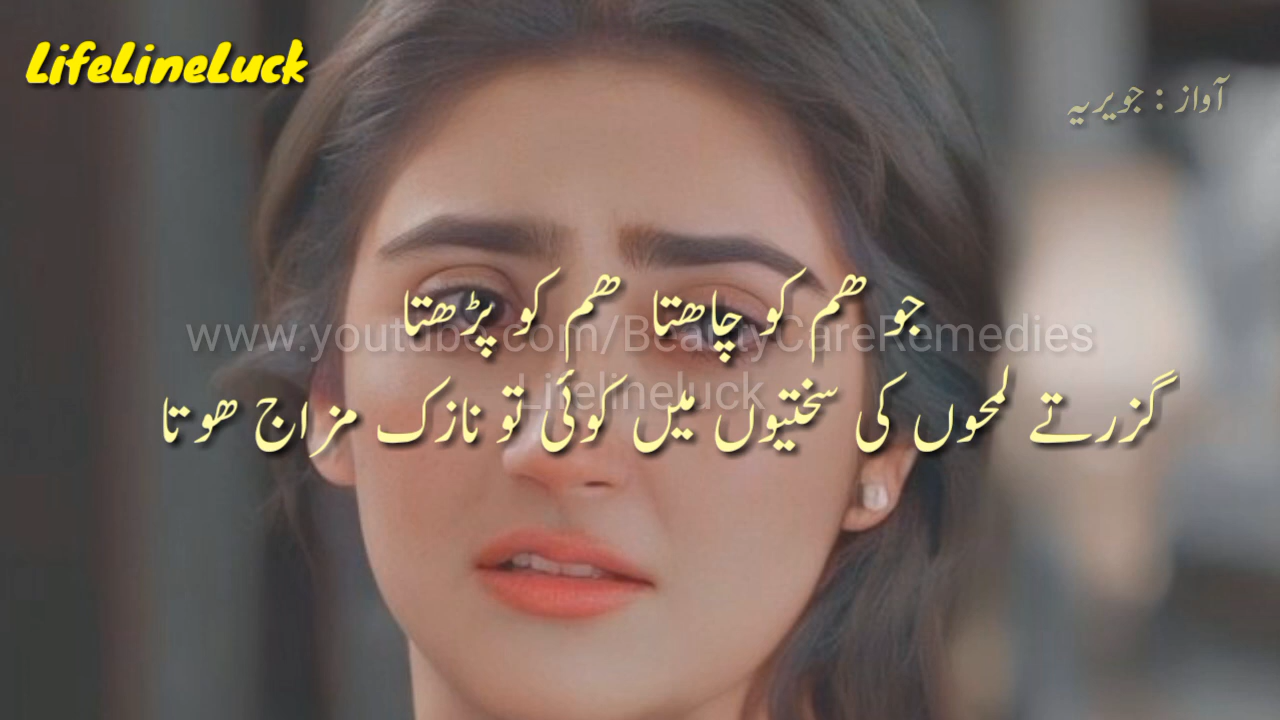 LifeLineLuck
آواز : جویریہ
جو ھم کو چاھتا ھم کو پڑھتا
www.youtube.com/BeautyCareRemedies
Lifelineluck
گزرتے لمحوں کی سختیوں میں کوئی تو نازک مزاج ھوتا